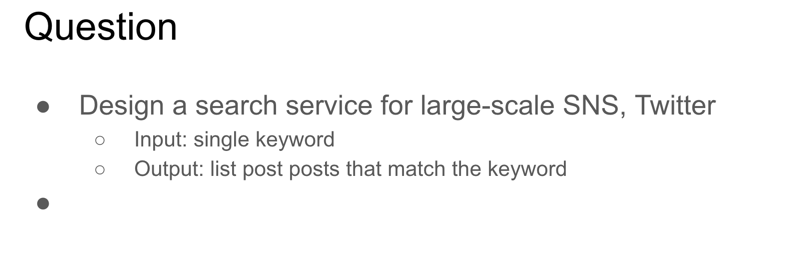 Question
● Design a search service for large-scale SNS, Twitter
○ Input: single keyword
○ Output: list post posts that match the keyword
●